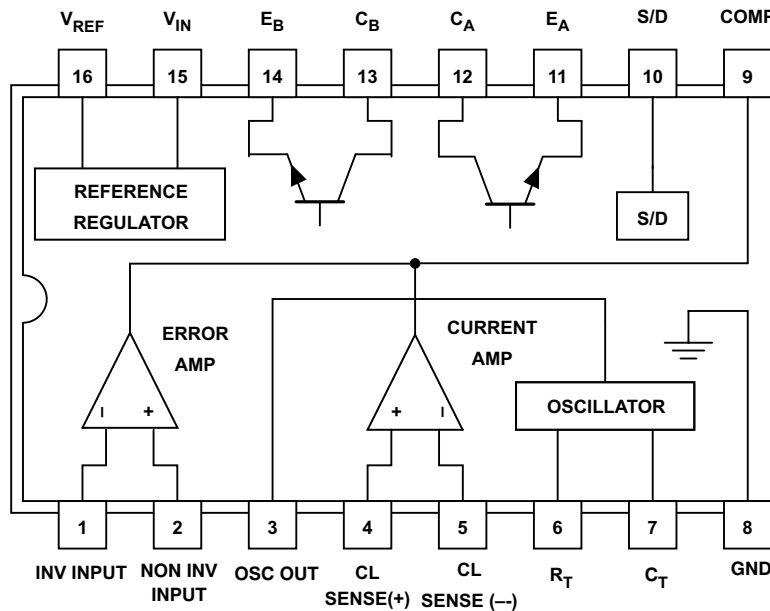 VREF VIN EB CB CA EA S/D COMP
16 15 14 13 12 11 10 9
REFERENCE
REGULATOR
S/D
ERROR
AMP
CURRENT
AMP
OSCILLATOR
– +
+ –
1 2 3 4 5 6 7 8
INV INPUT
NON INV
INPUT
OSC OUT
CL
SENSE(+)
CL
SENSE (–-)
RT
CT
GND